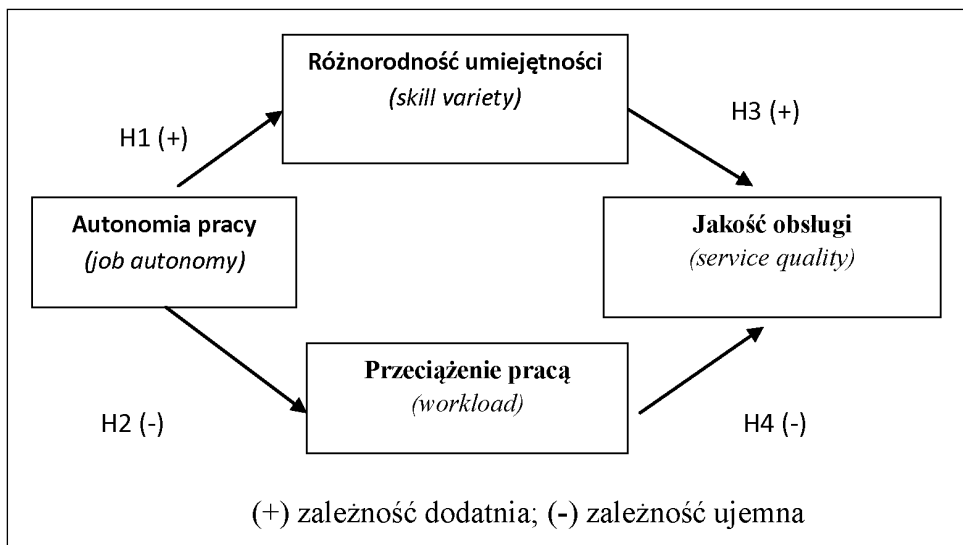 Różnorodność umiejętności
(skill variety)
H1 (+)
H3 (+)
Autonomia pracy
(job autonomy)
Jakość obsługi
(service quality)
Przeciążenie pracą
(workload)
H2 (-)
H4 (-)
(+) zależność dodatnia; (-) zależność ujemna